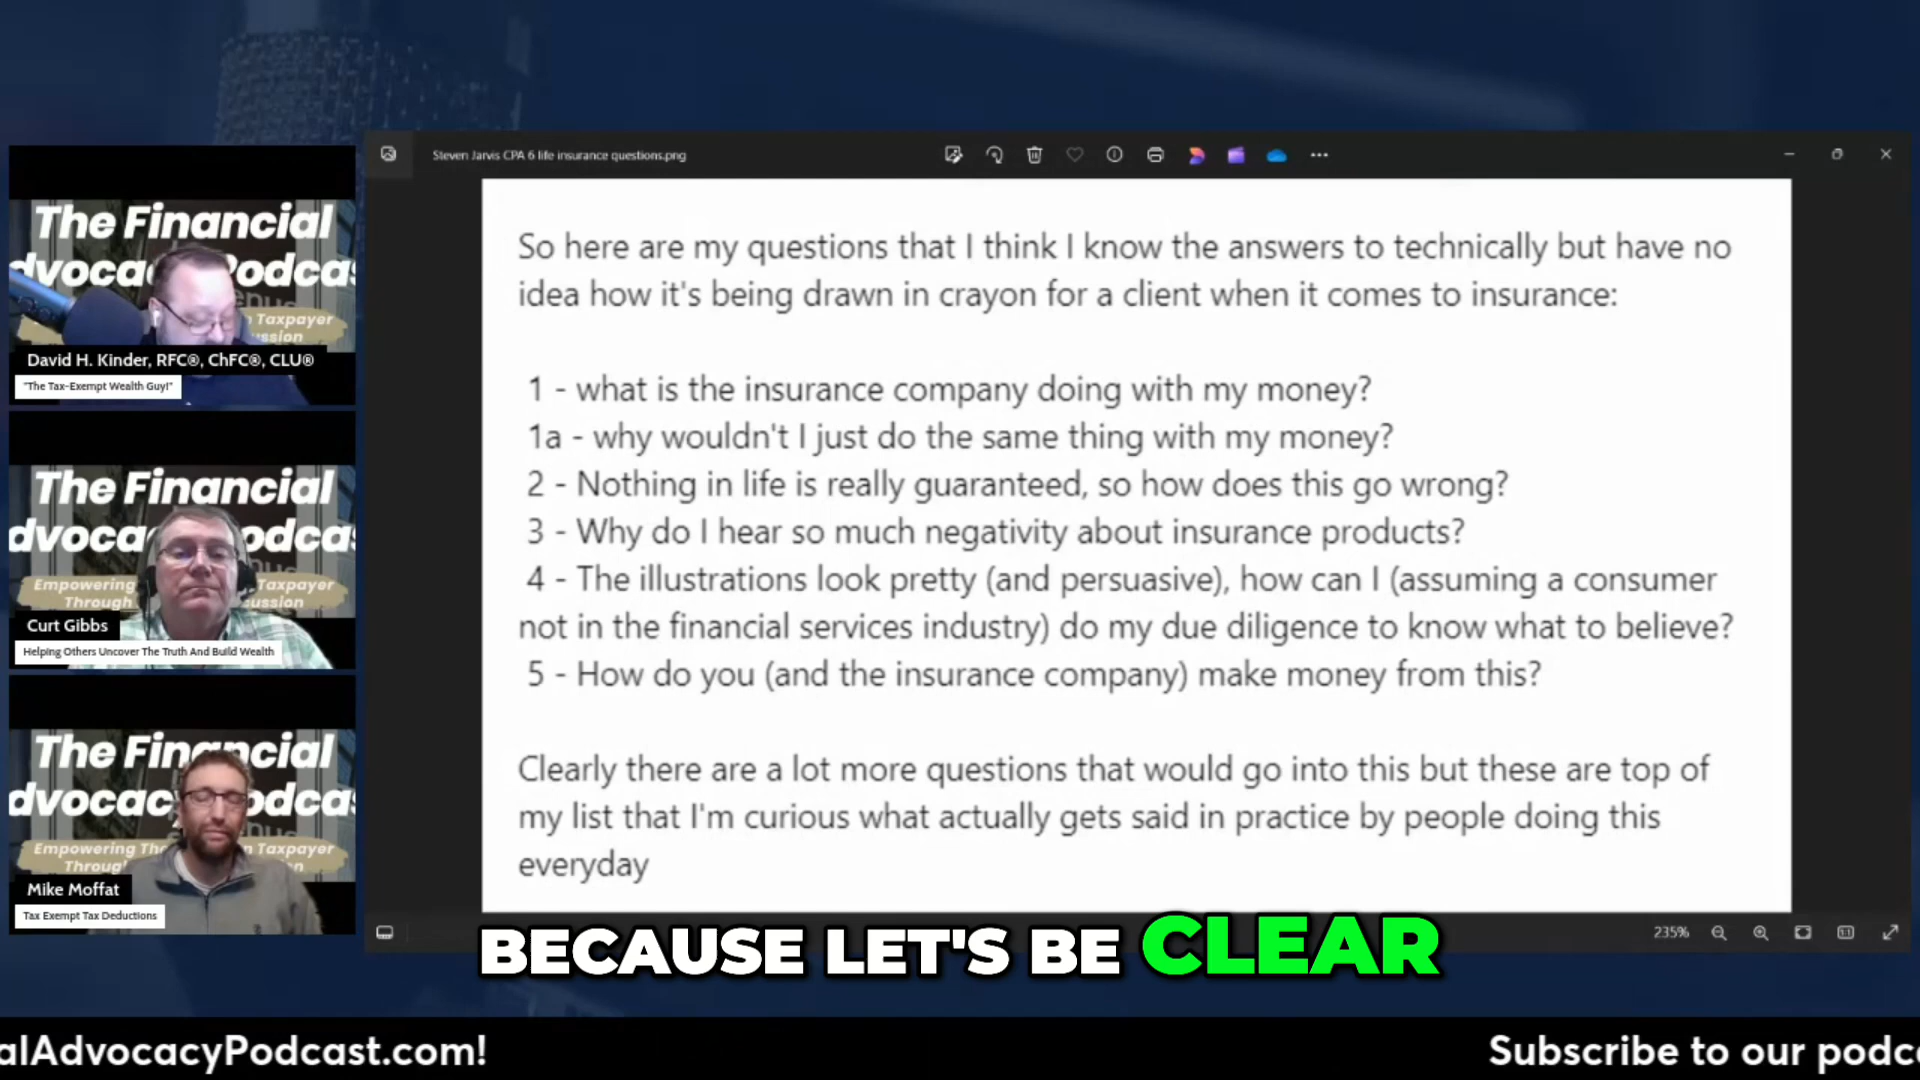 Steven Jarvis CPA 6 life insurance questions.png
So here are my questions that I think I know the answers to technically but have no
idea how it's being drawn in crayon for a client when it comes to insurance:
1 - what is the insurance company doing with my money?
1a - why wouldn't I just do the same thing with my money?
2 - Nothing in life is really guaranteed, so how does this go wrong?
3 - Why do I hear so much negativity about insurance products?
4 - The illustrations look pretty (and persuasive), how can I (assuming a consumer
not in the financial services industry) do my due diligence to know what to believe?
5 - How do you (and the insurance company) make money from this?
Clearly there are a lot more questions that would go into this but these are top of
my list that I'm curious what actually gets said in practice by people doing this
everyday
235%
The Financial
Taxpayer
David H. Kinder, RFC®, ChFC®, CLU®
"The Tax-Exempt Wealth Guy!"
The Financial
Empowering Taxpayer
Through
Curt Gibbs
Helping Others Uncover The Truth And Build Wealth
The Financial
Empowering Taxpayer
Mike Moffat
Tax Exempt Tax Deductions
BECAUSE LET'S BE CLEAR
alAdvocacyPodcast.com!
Subscribe to our podc